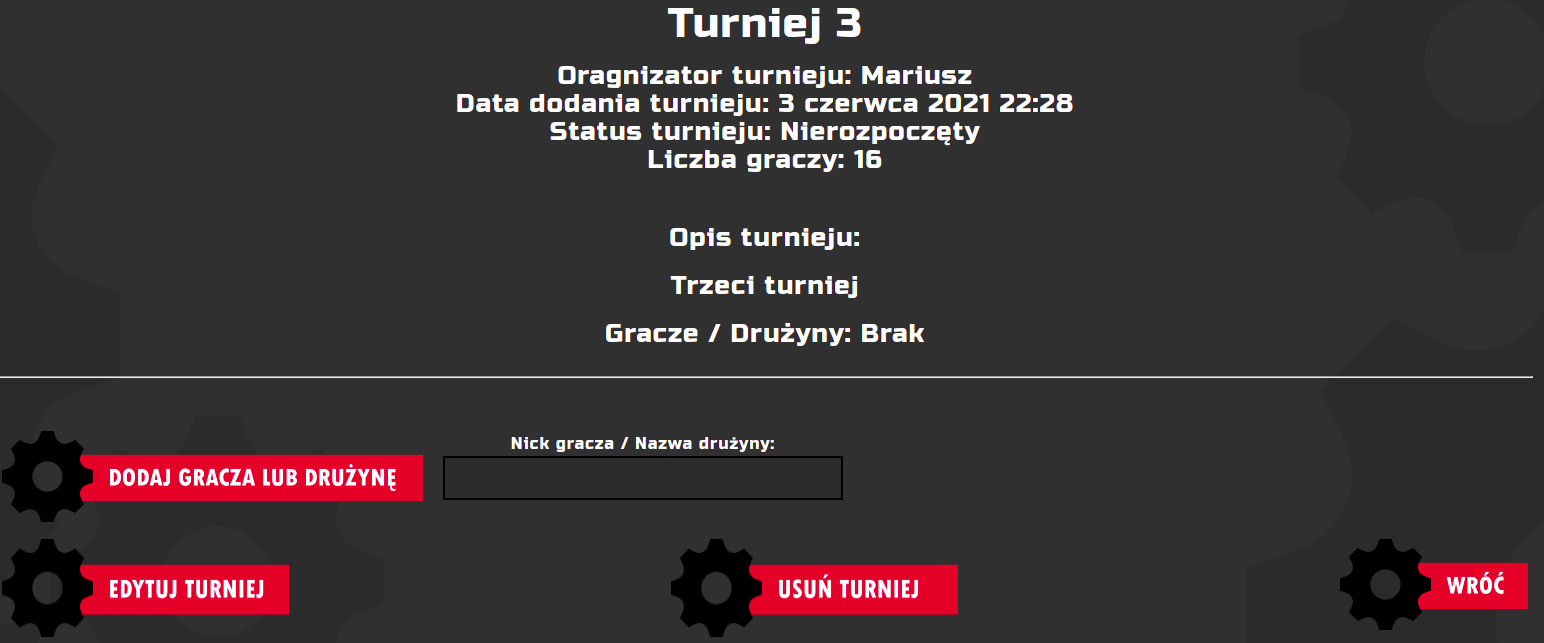 Turniej 3
Oragnizator turnieju: Mariusz
Data dodania turnieju: 3 czerwca 2021 22:28
Status turnieju: Nierozpoczęty
Liczba graczy: 16
Opis turnieju:
Trzeci turniej
Gracze / Drużyny: Brak
Nick gracza / Nazwa drużyny:
DODAJ GRACZA LUB DRUŻYNĘ
EDYTUJ TURNIEJ
USUŃ TURNIEJ
WRÓĆ